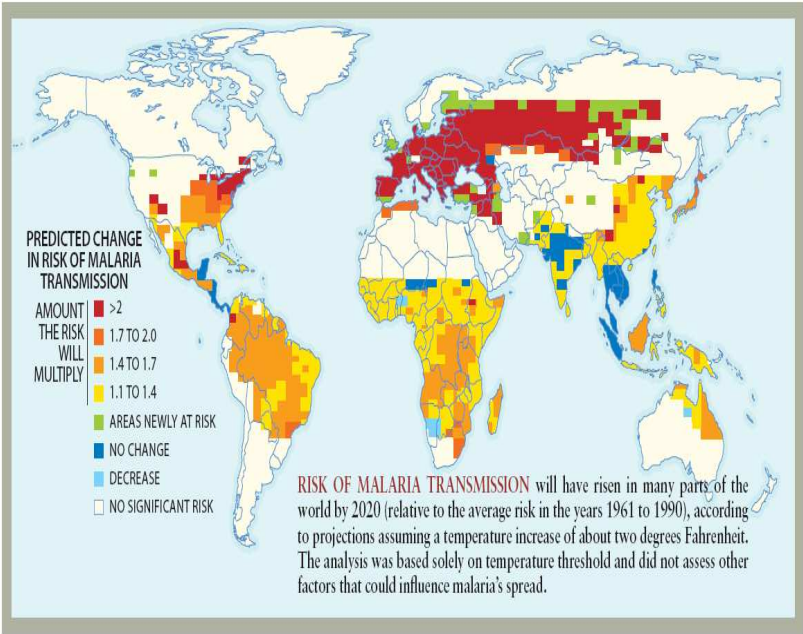 PREDICTED CHANGE
IN RISK OF MALARIA
TRANSMISSION
AMOUNT
THE RISK
WILL
MULTIPLY
>2
1.7 TO 2.0
1.4 TO 1.7
1.1 TO 1.4
AREAS NEWLY AT RISK
NO CHANGE
DECREASE
NO SIGNIFICANT RISK
RISK OF MALARIA TRANSMISSION will have risen in many parts of the
world by 2020 (relative to the average risk in the years 1961 to 1990), according
to projections assuming a temperature increase of about two degrees Fahrenheit.
The analysis was based solely on temperature threshold and did not assess other
factors that could influence malaria's spread.